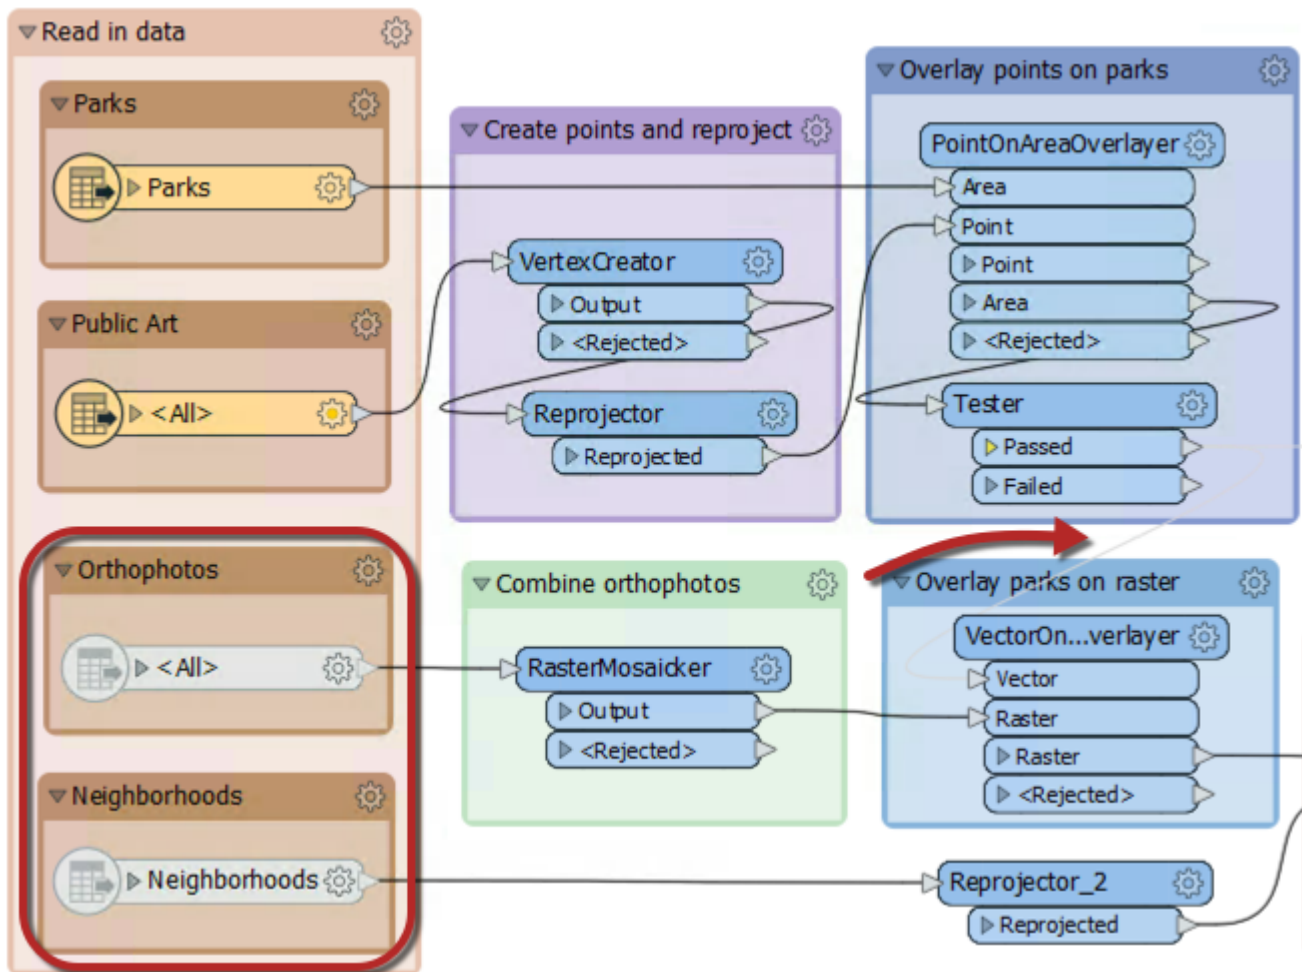 Read in data
Parks
Parks
Public Art
<All>
Orthophotos
<All>
Neighborhoods
Neighborhoods
Create points and reproject
VertexCreator
Output
<Rejected>
Reprojector
Reprojected
Combine orthophotos
RasterMosaicker
Output
<Rejected>
Overlay points on parks
PointOnAreaOverlayer
Area
Point
Point
Area
<Rejected>
Tester
Passed
Failed
Overlay parks on raster
VectorOn...verlayer
Vector
Raster
Raster
<Rejected>
Reprojector_2
Reprojected